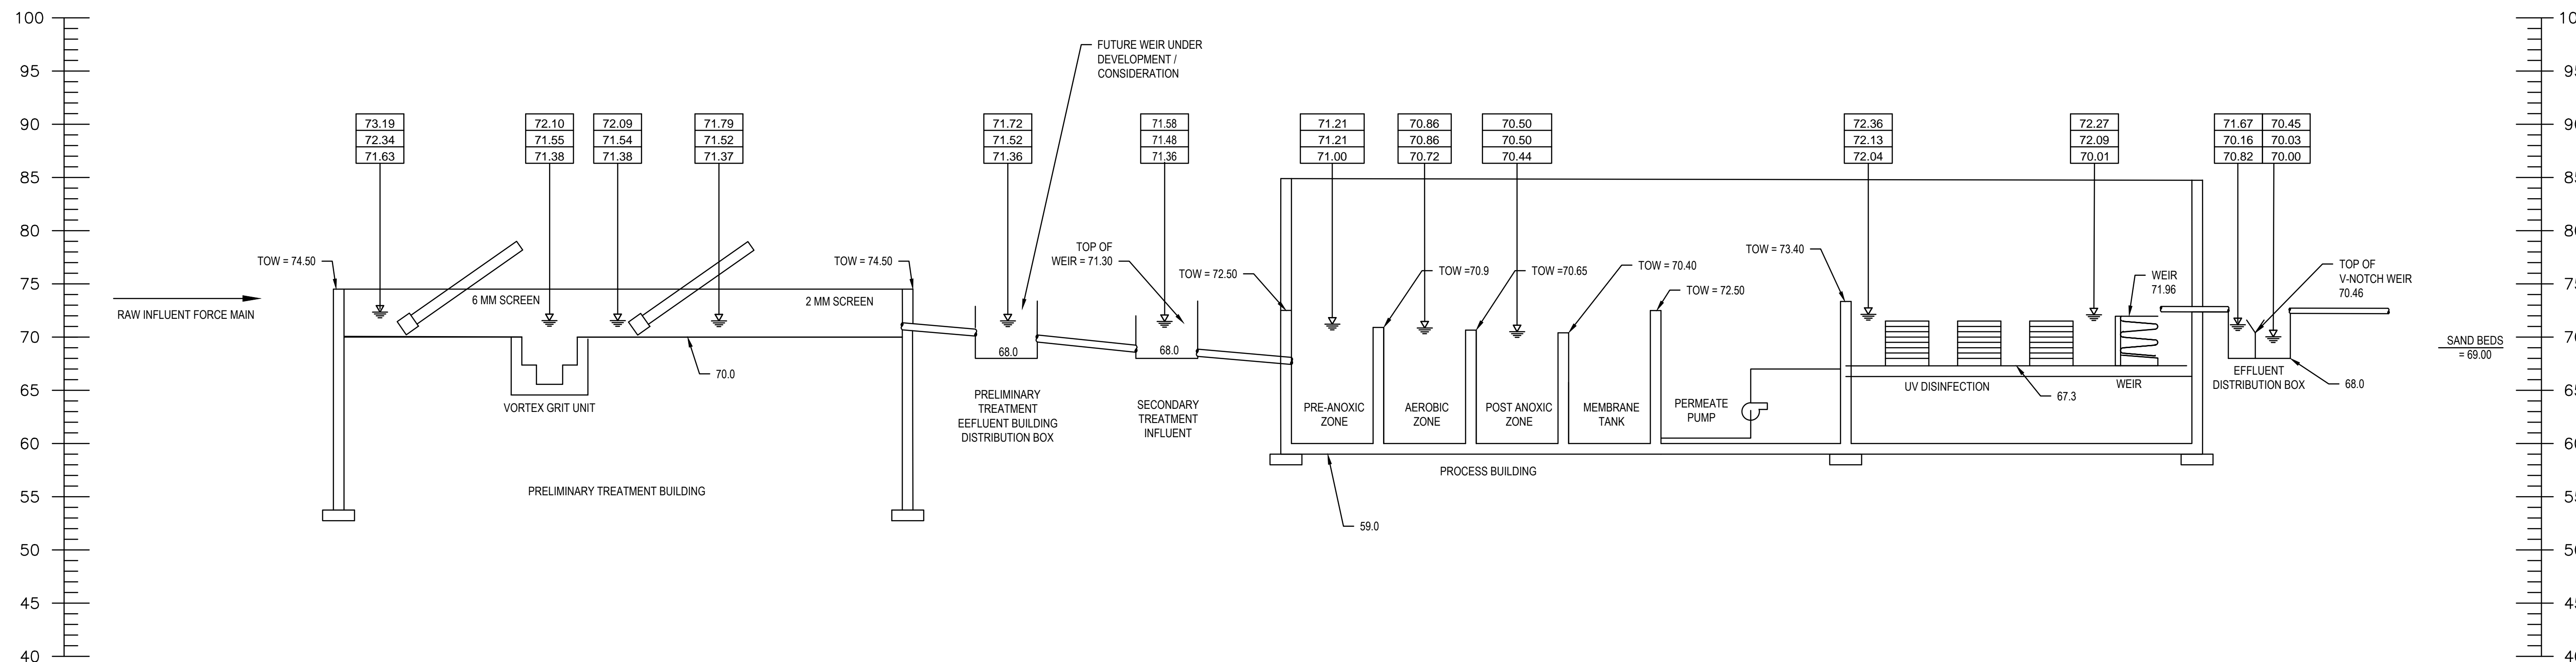 100
95
90
85
80
75
70
65
60
55
50
45
40
RAW INFLUENT FORCE MAIN
TOW = 74.50
73.19
72.34
71.63
6 MM SCREEN
72.10
71.55
71.38
VORTEX GRIT UNIT
72.09
71.54
71.38
71.79
71.52
71.37
2 MM SCREEN
70.0
TOW = 74.50
PRELIMINARY TREATMENT BUILDING
FUTURE WEIR UNDER
DEVELOPMENT /
CONSIDERATION
71.72
71.52
71.36
68.0
PRELIMINARY
TREATMENT
EEFLUENT BUILDING
DISTRIBUTION BOX
TOP OF
WEIR = 71.30
71.58
71.48
71.36
68.0
SECONDARY
TREATMENT
INFLUENT
TOW = 72.50
71.21
71.21
71.00
PRE-ANOXIC
ZONE
TOW =70.9
70.86
70.86
70.72
AEROBIC
ZONE
TOW =70.65
70.50
70.50
70.44
POST ANOXIC
ZONE
TOW = 70.40
MEMBRANE
TANK
TOW = 72.50
PERMEATE
PUMP
59.0
PROCESS BUILDING
TOW = 73.40
72.36
72.13
72.04
UV DISINFECTION
67.3
72.27
72.09
70.01
WEIR
71.96
WEIR
71.67 70.45
70.16 70.03
70.82 70.00
TOP OF
V-NOTCH WEIR
70.46
EFFLUENT
DISTRIBUTION BOX
68.0
SAND BEDS
= 69.00